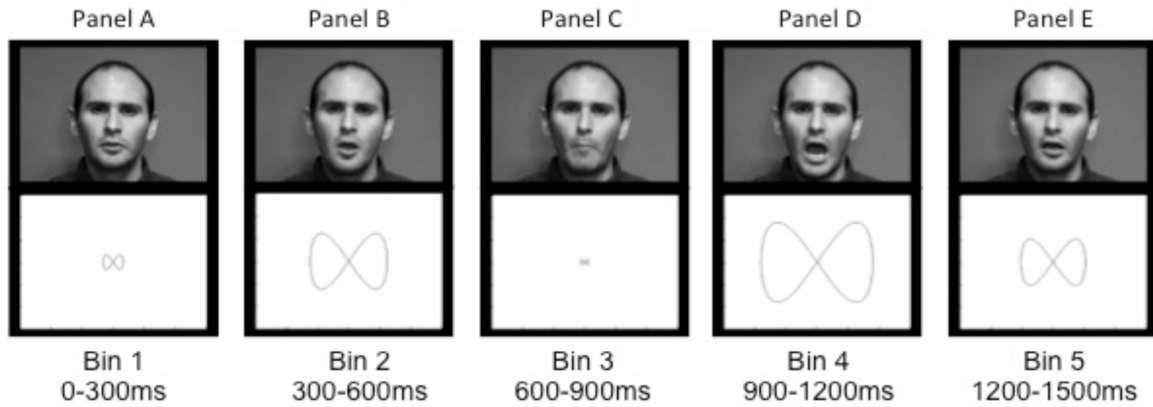 Panel A
Panel B
Panel C
Panel D
Panel E
Bin 1
0-300ms
Bin 2
300-600ms
Bin 3
600-900ms
Bin 4
900-1200ms
Bin 5
1200-1500ms